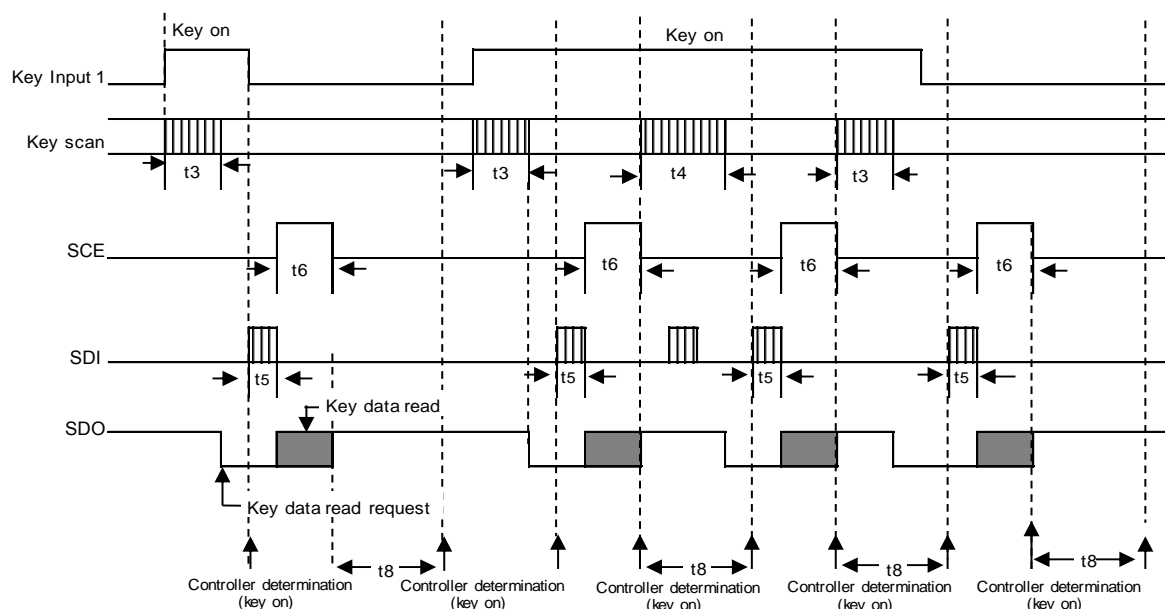 Key on
Key on
Key Input 1
Key scan
t3
t3
t4
t3
SCE
t6
t6
t6
t6
SDI
t5
t5
t5
t5
Key data read
SDO
Key data read request
t8
t8
t8
t8
Controller determination
(key on)
Controller determination
(key on)
Controller determination
(key on)
Controller determination
(key on)
Controller determination
(key on)